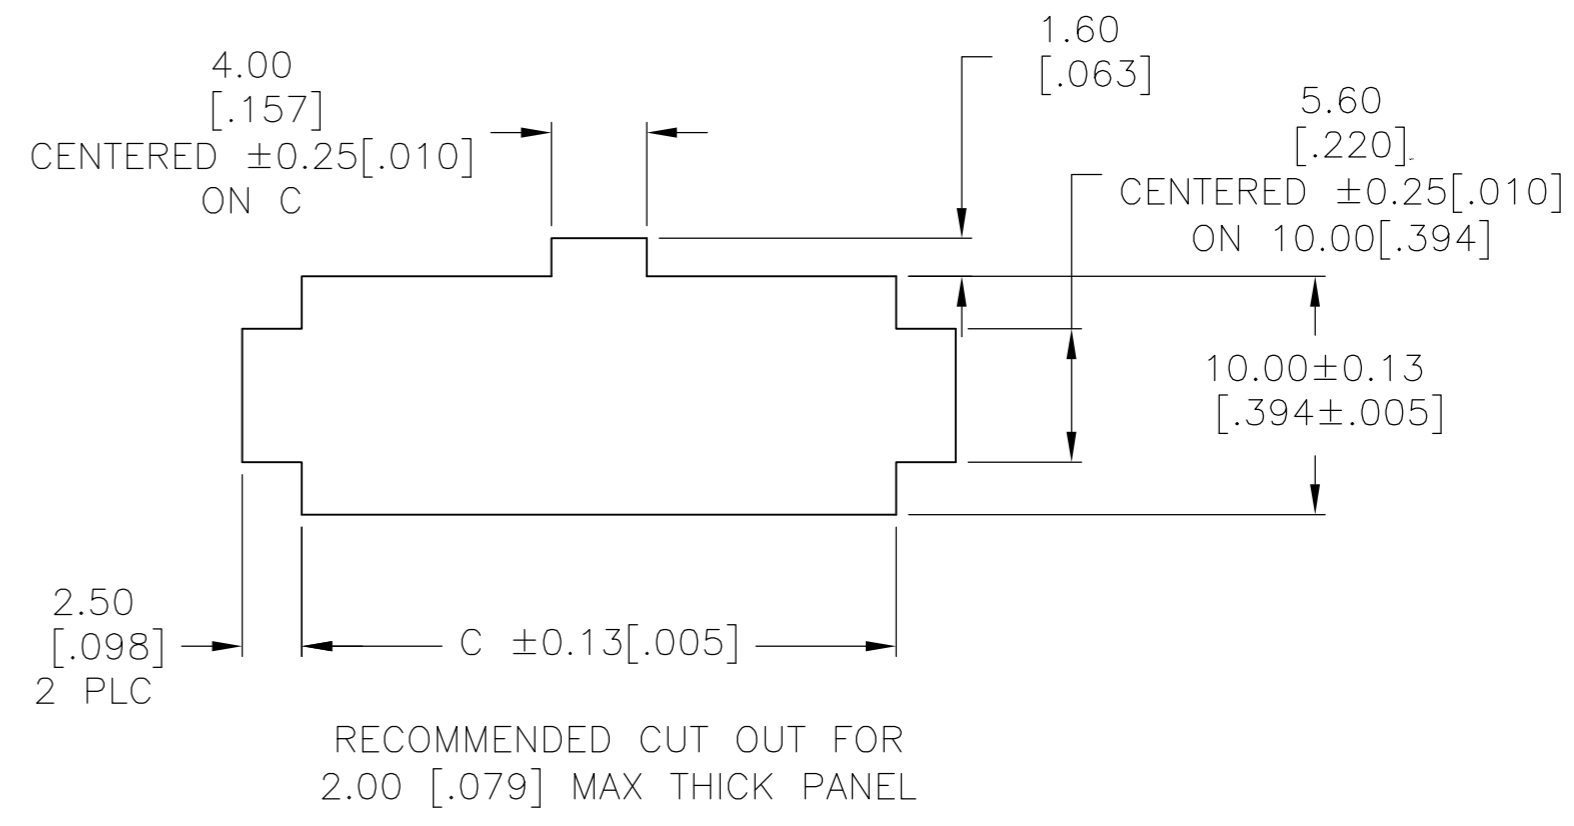 4.00
[.157]
CENTERED ±0.25[.010]
ON C
1.60
[.063]
5.60
[.220]
CENTERED ±0.25[.010]
ON 10.00[.394]
10.00±0.13
[.394±.005]
2.50
[.098]
2 PLC
C ±0.13[.005]
RECOMMENDED CUT OUT FOR
2.00 [.079] MAX THICK PANEL